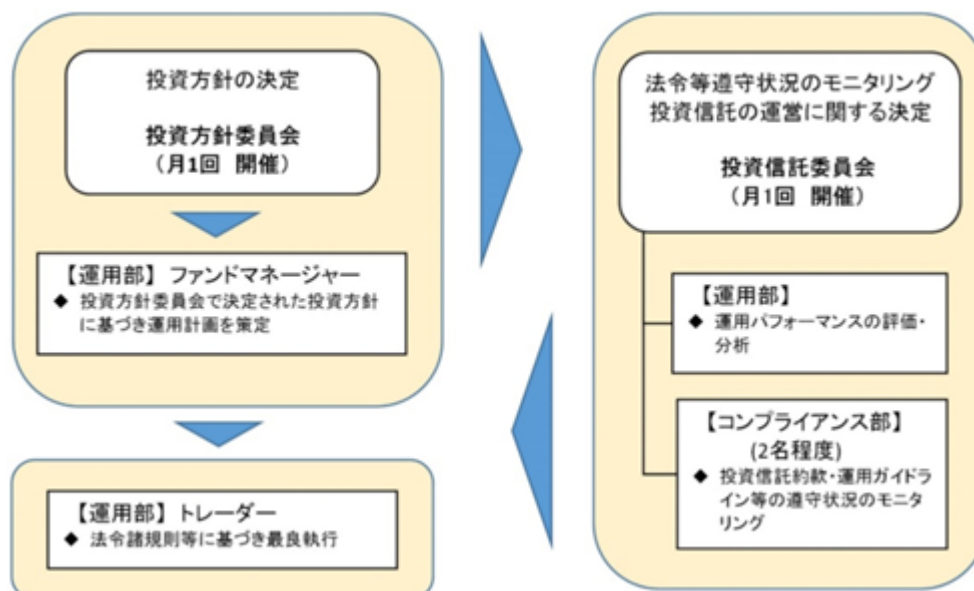 投資方針の決定
投資方針委員会
(月1回 開催)
【運用部】 ファンドマネージャー
◆ 投資方針委員会で決定された投資方針
に基づき運用計画を策定
【運用部】 トレーダー
◆ 法令諸規則等に基づき最良執行
法令等遵守状況のモニタリング
投資信託の運営に関する決定
投資信託委員会
(月1回 開催)
【運用部】
◆ 運用パフォーマンスの評価・
分析
【コンプライアンス部】
(2名程度)
◆ 投資信託約款・運用ガイドラ
イン等の遵守状況のモニタ
リング